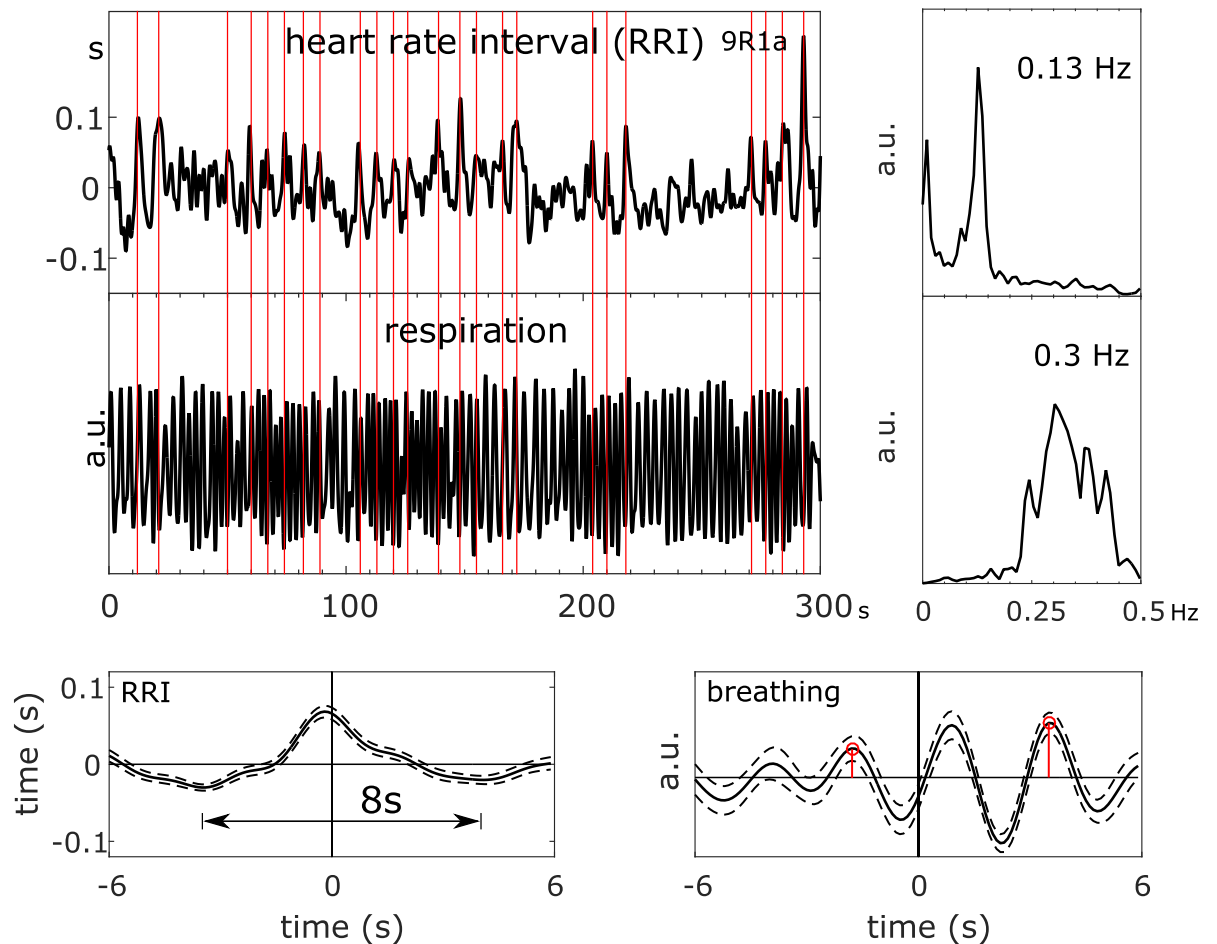 heart rate interval (RRI) 9R1a
s
0.1
0
-0.1
0.13 Hz
a.u.
respiration
a.u.
0 100 200 300 s
0.3 Hz
a.u.
0 0.25 0.5 Hz
RRI
time (s)
0.1
0
-0.1
8s
-6 0 6
time (s)
breathing
a.u.
-6 0 6
time (s)